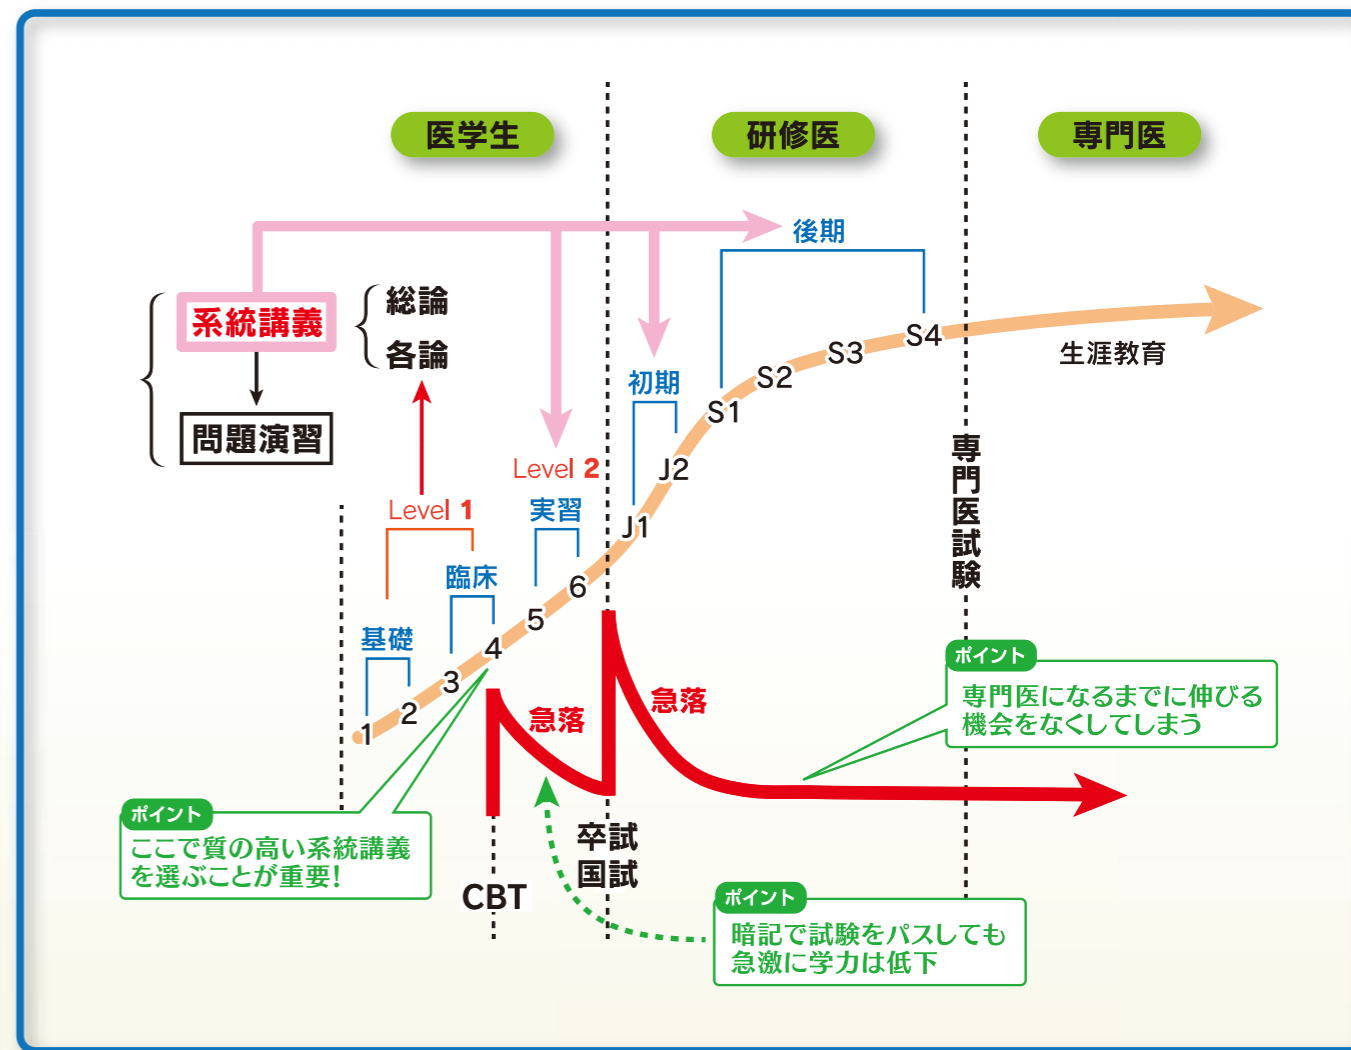 医学生
研修医
専門医
後期
系統講義
総論
各論
問題演習
初期
Level 1
Level 2
実習
臨床
基礎
1
2
3
4
5
6
J1
J2
S1
S2
S3
S4
生涯教育
専門医試験
急落
急落
ポイント
専門医になるまでに伸びる
機会をなくしてしまう
ポイント
ここで質の高い系統講義
を選ぶことが重要!
CBT
卒試
国試
ポイント
暗記で試験をパスしても
急激に学力は低下